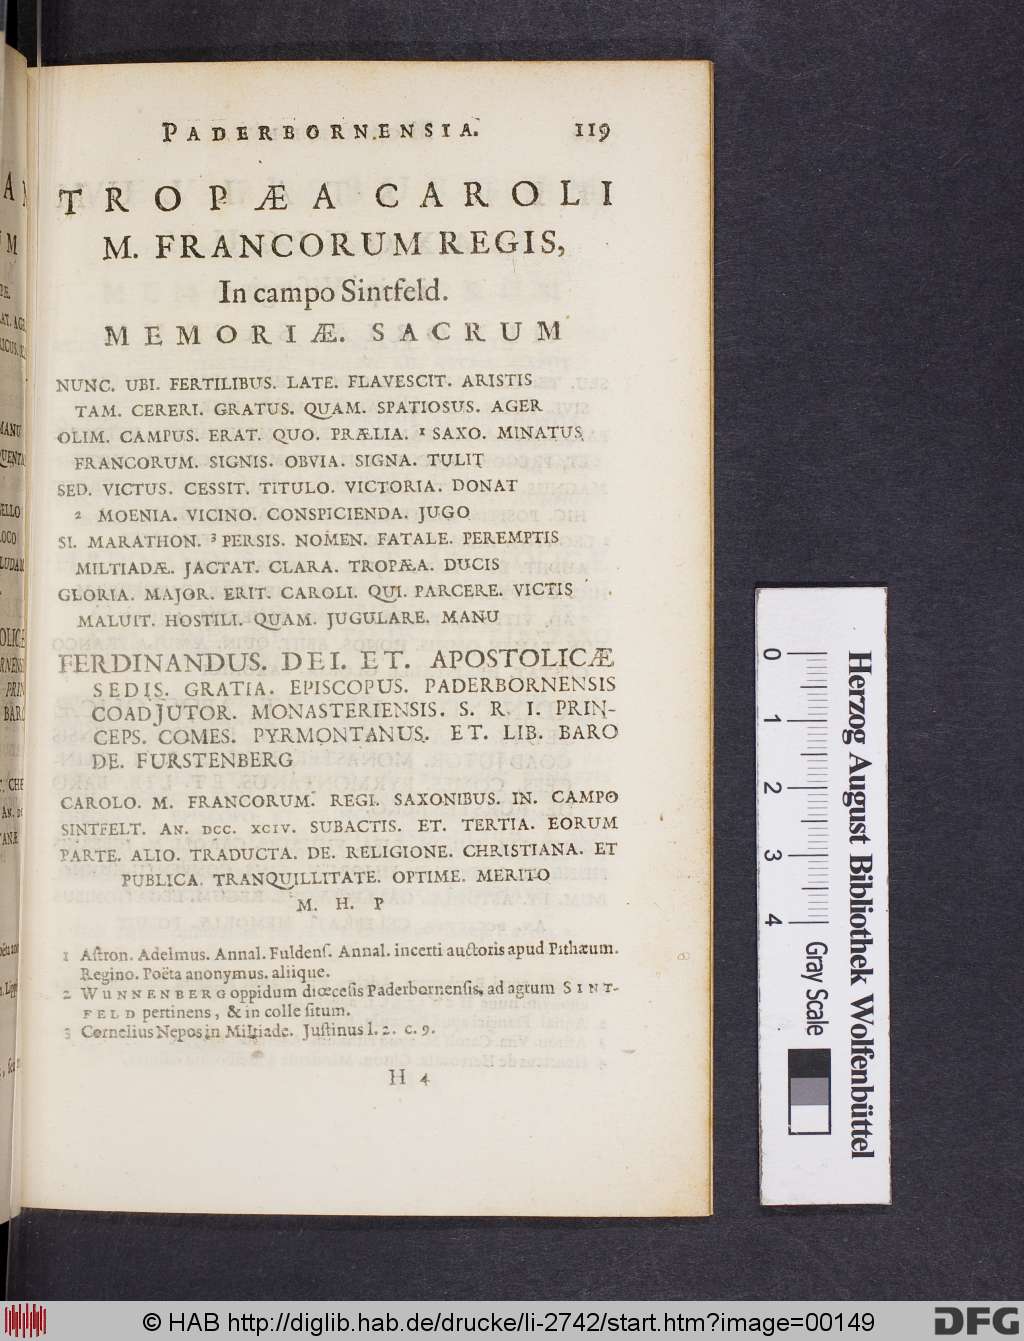 PADERBORNENSIA. 119
TROPÆA CAROLI
M. FRANCORUM REGIS,
In campo Sintfeld.
MEMORIÆ. SACRUM
NUNC. UBI. FERTILIBUS. LATE. FLAVESCIT. ARISTIS
TAM. CERERI. GRATUS. QUAM. SPATIOSUS. AGER
OLIM. CAMPUS. ERAT. QUO. PRÆLIA. 1 SAXO. MINATUS,
FRANCORUM. SIGNIS. OBVIA. SIGNA. TULIT
SED. VICTUS. CESSIT. TITULO. VICTORIA. DONAT
2 MOENIA. VICINO. CONSPICIENDA. JUGO
SI. MARATHON. 3 PERSIS. NOMEN. FATALE. PEREMPTIS
MILTIADÆ. JACTAT. CLARA. TROPÆA. DUCIS
GLORIA. MAJOR. ERIT. CAROLI. QUI. PARCERE. VICTIS
MALUIT. HOSTILI. QUAM. JUGULARE. MANU
FERDINANDUS. DEI. ET. APOSTOLICÆ
SEDIS. GRATIA. EPISCOPUS. PADERBORNENSIS
COADJUTOR. MONASTERIENSIS. S. R. I. PRIN-
CEPS. COMES. PYRMONTANUS. ET. LIB. BARO
DE. FURSTENBERG
CAROLO. M. FRANCORUM. REGI. SAXONIBUS. IN. CAMPO
SINTFELT. AN. DCC. XCIV. SUBACTIS. ET. TERTIA. EORUM
PARTE. ALIO. TRADUCTA. DE. RELIGIONE. CHRISTIANA. ET
PUBLICA. TRANQUILLITATE. OPTIME. MERITO
M. H. P
1 Astron. Adelmus. Annal. Fuldens. Annal. incerti auctoris apud Pithæum.
Regino. Poëta anonymus. aliique.
2 WUNNENBERG oppidum diœcesis Paderbornensis, ad agrum SINT-
FELD pertinens, & in colle situm.
3 Cornelius Nepos in Miltiade. Justinus l. 2. c. 9.
H 4
0 1 2 3 4 Gray Scale
Herzog August Bibliothek Wolfenbüttel
© HAB http://diglib.hab.de/drucke/li-2742/start.htm?image=00149
DFG